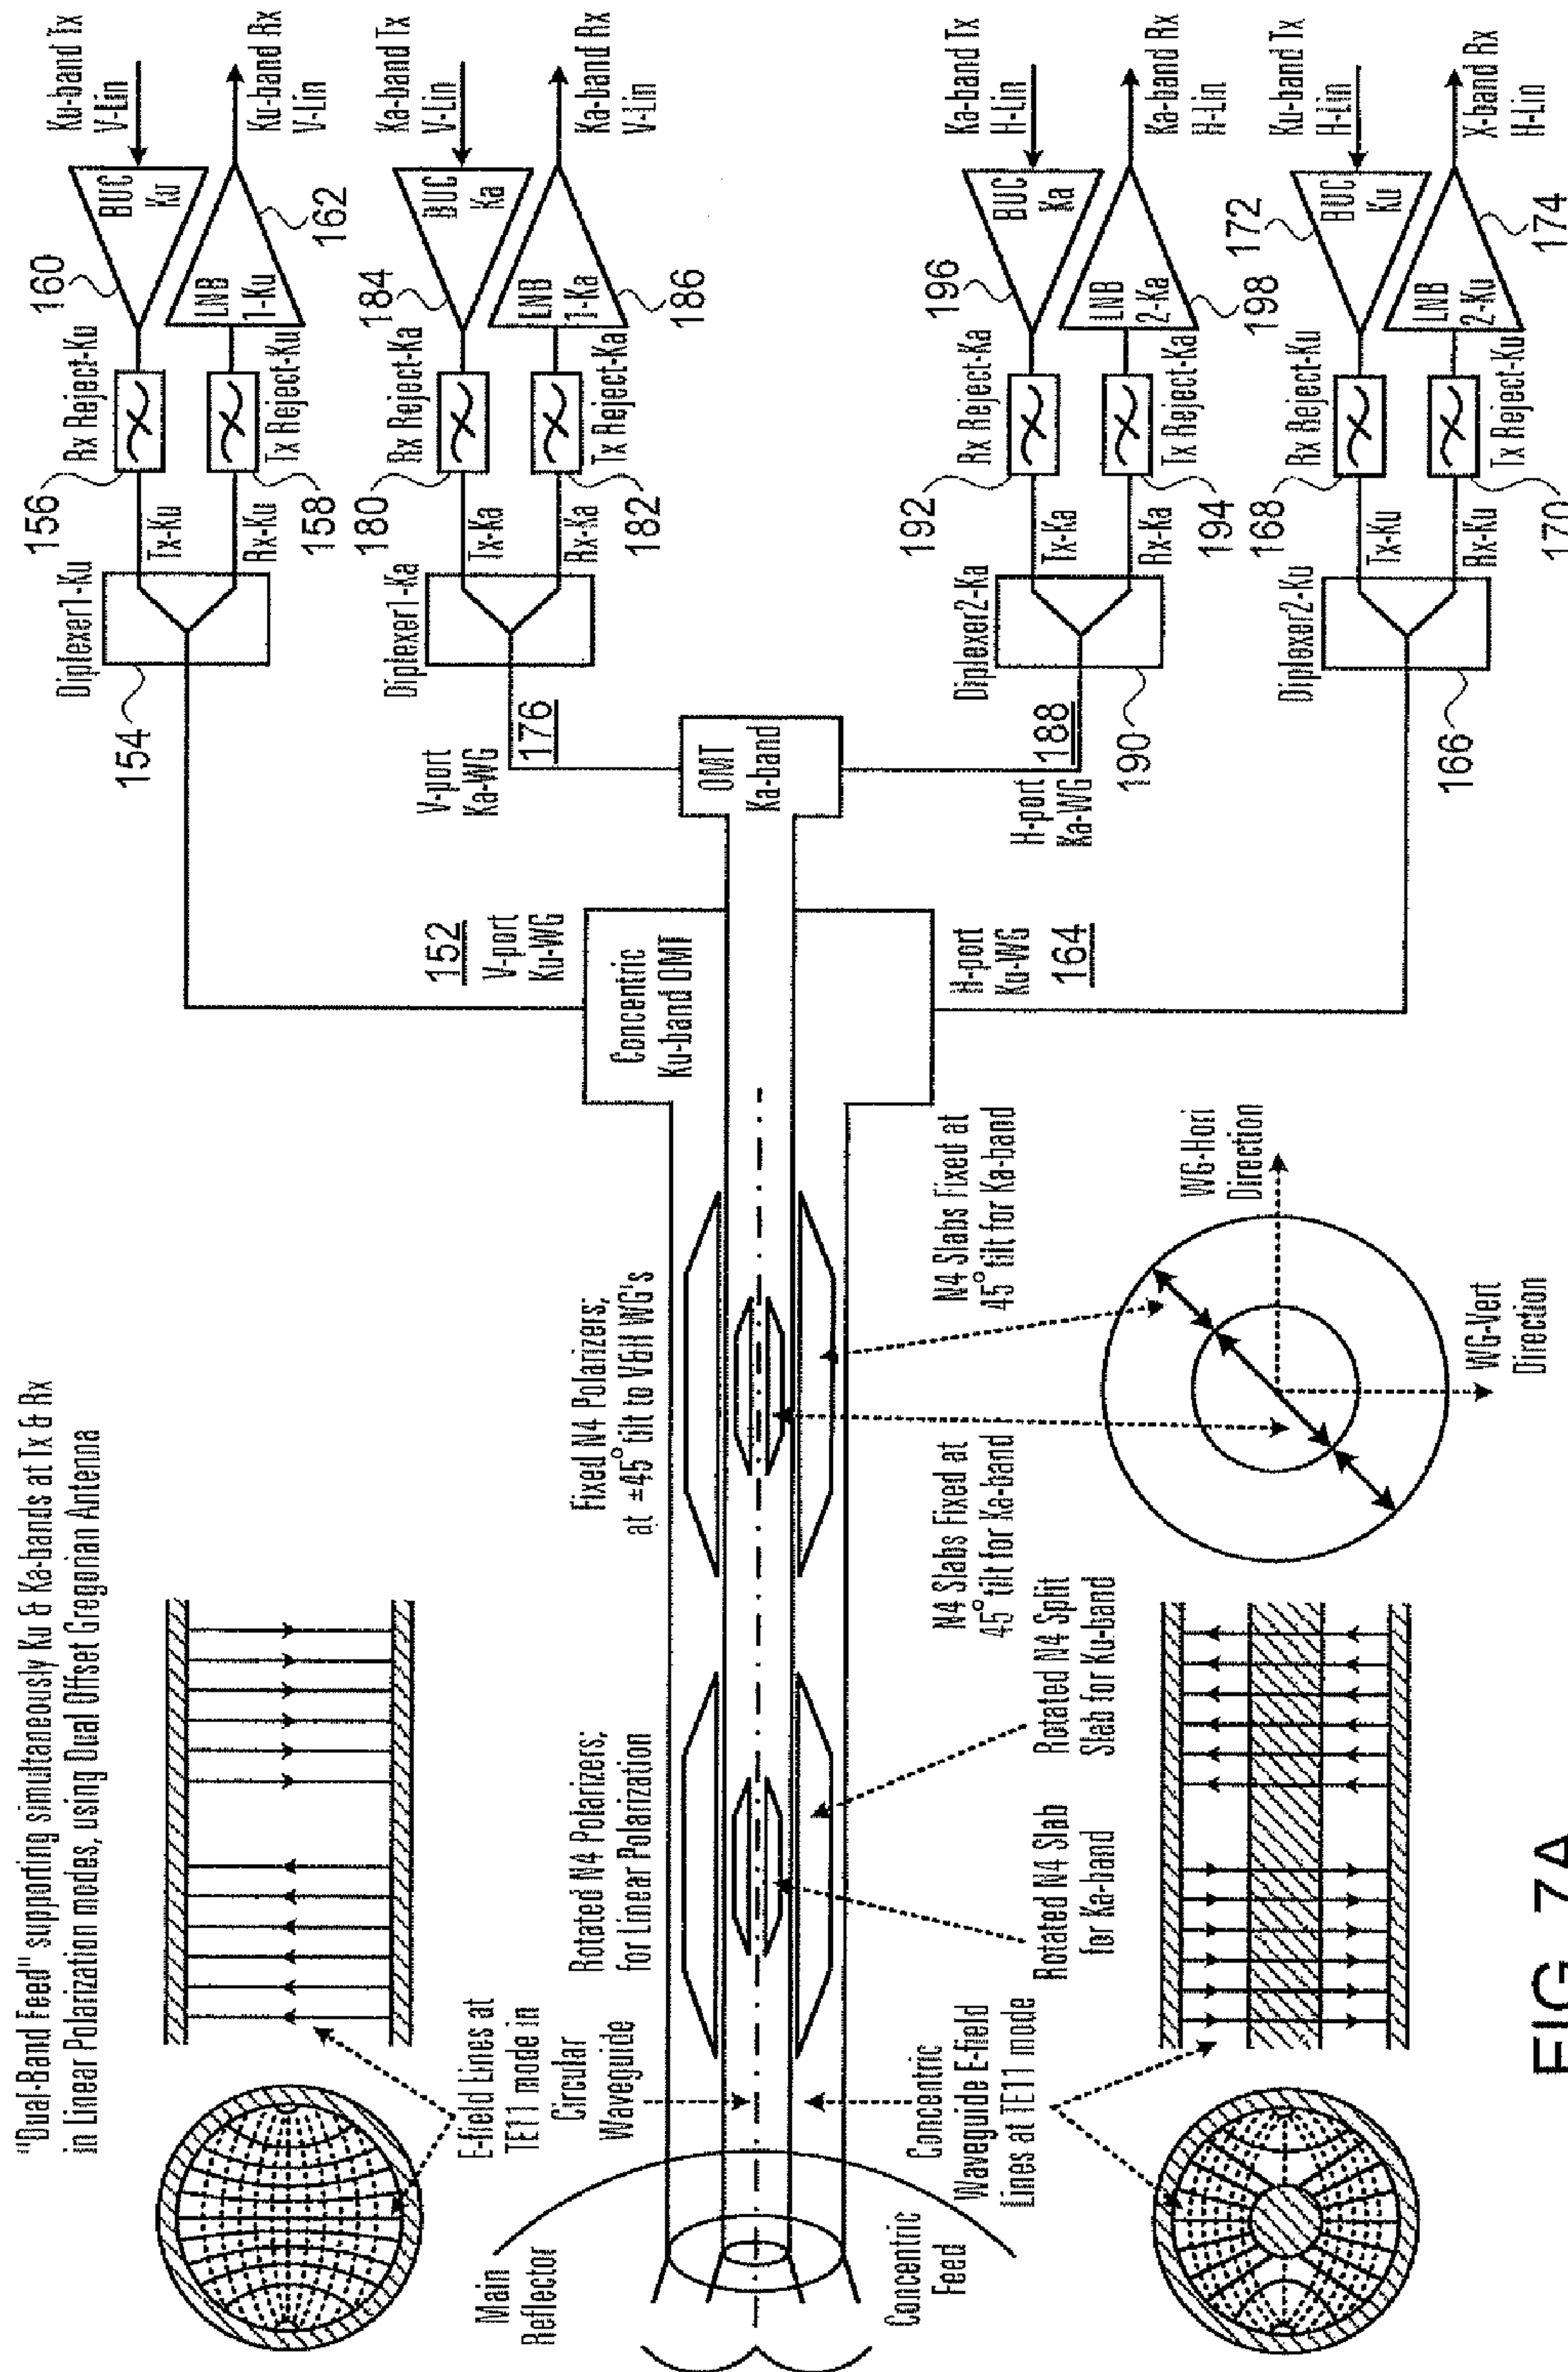 "Dual-Band Feed" supporting simultaneously Ku & Ka-bands at Tx & Rx
in Linear Polarization modes, using Dual Offset Gregorian Antenna
E-field Lines at
TE11 mode in
Circular
Waveguide
Main
Reflector
Concentric
Feed
Concentric
Waveguide E-field
Lines at TE11 mode
Rotated N4 Polarizers,
for Linear Polarization
Fixed N4 Polarizers,
at ±45° tilt to V&H WG's
Rotated N4 Slab
for Ka-band
Rotated N4 Split
Slab for Ku-band
N4 Slabs Fixed at
45° tilt for Ka-band
N4 Slabs Fixed at
45° tilt for Ka-band
WG-Hori
Direction
WG-Vert
Direction
Concentric
Ku-band OMT
152
V-port
Ku-WG
H-port
Ku-WG
164
OMT
Ka-band
V-port
Ka-WG
176
H-port
Ka-WG
188
Diplexer1-Ku
154
Tx-Ku
Rx-Ku
156
Rx Reject-Ku
158
Tx Reject-Ku
160
BUC
Ku
LNB
1-Ku
162
Ku-band Tx
V-Lin
Ku-band Rx
V-Lin
Diplexer1-Ka
Tx-Ka
Rx-Ka
180
Rx Reject-Ka
182
Tx Reject-Ka
184
BUC
Ka
LNB
1-Ka
186
Ka-band Tx
V-Lin
Ka-band Rx
V-Lin
Diplexer2-Ka
190
Tx-Ka
Rx-Ka
192
Rx Reject-Ka
194
Tx Reject-Ka
196
BUC
Ka
LNB
2-Ka
198
Ka-band Tx
H-Lin
Ka-band Rx
H-Lin
Diplexer2-Ku
166
Tx-Ku
Rx-Ku
168
Rx Reject-Ku
170
Tx Reject-Ku
172
BUC
Ku
LNB
2-Ku
174
Ku-band Tx
H-Lin
X-band Rx
H-Lin
FIG. 7A